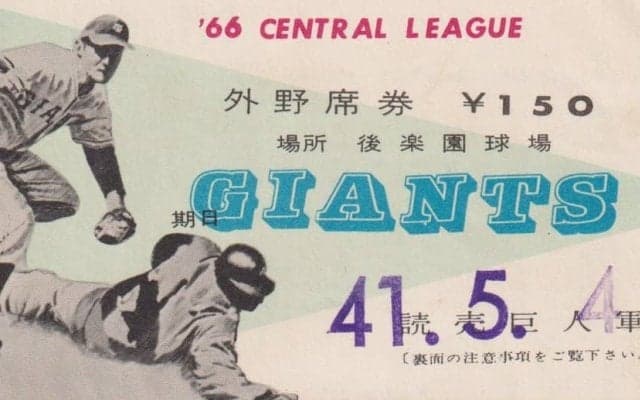 '66 CENTRAL LEAGUE
外野席券 ¥150
場所 後楽園球場
GIANTS
期日
41.5.4
読売巨人軍
(裏面の注意事項をご覧下さい